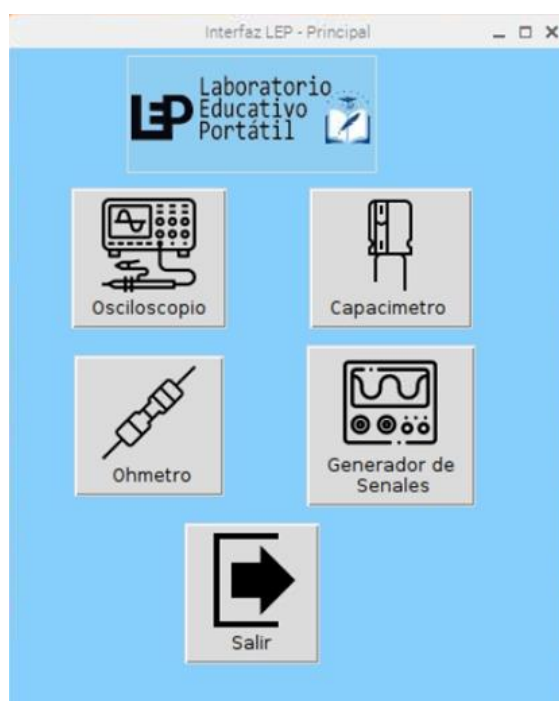 Interfaz LEP - Principal
LEP
Laboratorio
Educativo
Portátil
Osciloscopio
Capacimetro
Ohmetro
Generador de
Senales
Salir